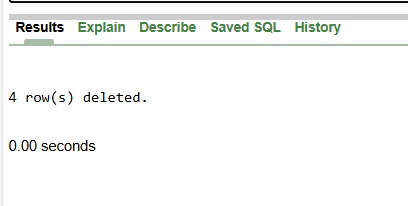 Results Explain Describe Saved SQL History
4 row(s) deleted.
0.00 seconds